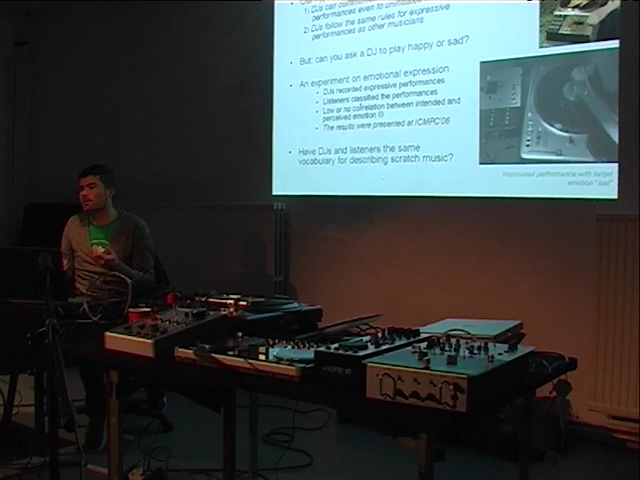 1) DJs can
performances even to
2) DJs follow the same rules for expressive
performances as other musicians
• But, can you ask a DJ to play happy or sad?
• An experiment on emotional expression
• DJs recorded expressive performances
• Listeners classified the performances
• Low or no correlation between intended and
perceived emotion ☹
• The results were presented at ICMPC'06
• Have DJs and listeners the same
vocabulary for describing scratch music?
Improvised performance with target
emotion "sad"